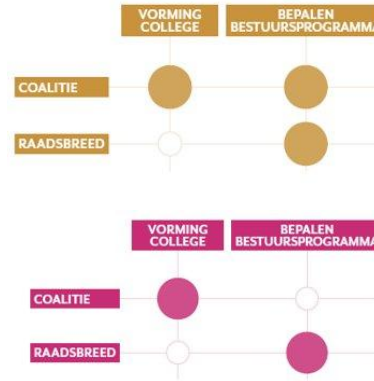 VORMING
COLLEGE
BEPALEN
BESTUURSPROGRAMMA
COALITIE
RAADSBREED
VORMING
COLLEGE
BEPALEN
BESTUURSPROGRAMMA
COALITIE
RAADSBREED